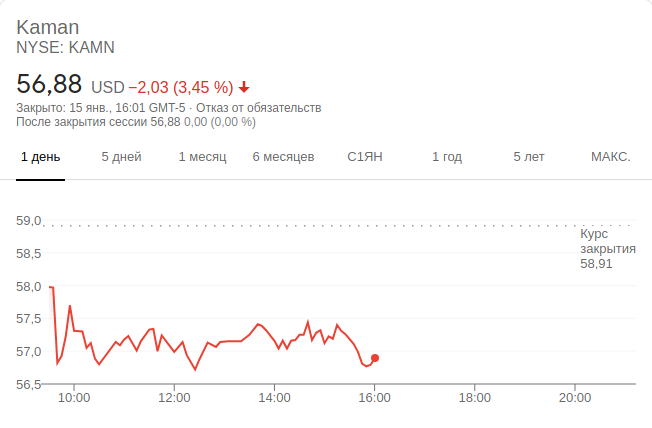 Kaman
NYSE: KAMN
56,88 USD −2,03 (3,45 %)
Закрыто: 15 янв., 16:01 GMT-5 · Отказ от обязательств
После закрытия сессии 56,88 0,00 (0,00 %)
1 день 5 дней 1 месяц 6 месяцев С1ЯН 1 год 5 лет МАКС.
59,0
Курс
закрытия
58,91
58,5
58,0
57,5
57,0
56,5
10:00 12:00 14:00 16:00 18:00 20:00